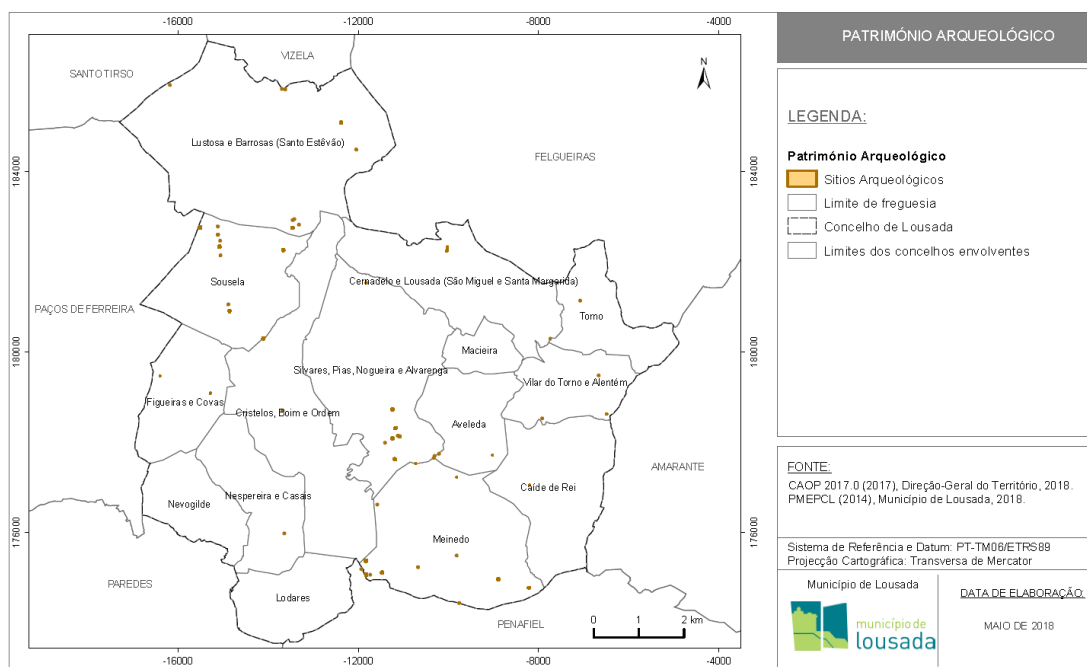 -16000
-12000
-8000
-4000
PATRIMÓNIO ARQUEOLÓGICO
VIZELA
SANTO TIRSO
N
LEGENDA:
Lustosa e Barrosas (Santo Estêvão)
FELGUEIRAS
Património Arqueológico
184000
184000
Sitios Arqueológicos
Limite de freguesia
Concelho de Lousada
Limites dos concelhos envolventes
Sousela
Cernadelo e Lousada (São Miguel e Santa Margarida)
PAÇOS DE FERREIRA
Torno
180000
180000
Macieira
Silvares, Pias, Nogueira e Alvarenga
Vilar do Torno e Alentém
Figueiras e Covas
Cristelos, Boim e Ordem
Aveleda
AMARANTE
FONTE:
CAOP 2017.0 (2017), Direção-Geral do Território, 2018.
PMEPCL (2014), Município de Lousada, 2018.
Caíde de Rei
Nespereira e Casais
Nevogilde
176000
176000
Meinedo
Sistema de Referência e Datum: PT-TM06/ETRS89
Projecção Cartográfica: Transversa de Mercator
PAREDES
Lodares
PENAFIEL
0 1 2 km
Município de Lousada
município de
lousada
DATA DE ELABORAÇÃO:
MAIO DE 2018
-16000
-12000
-8000
-4000